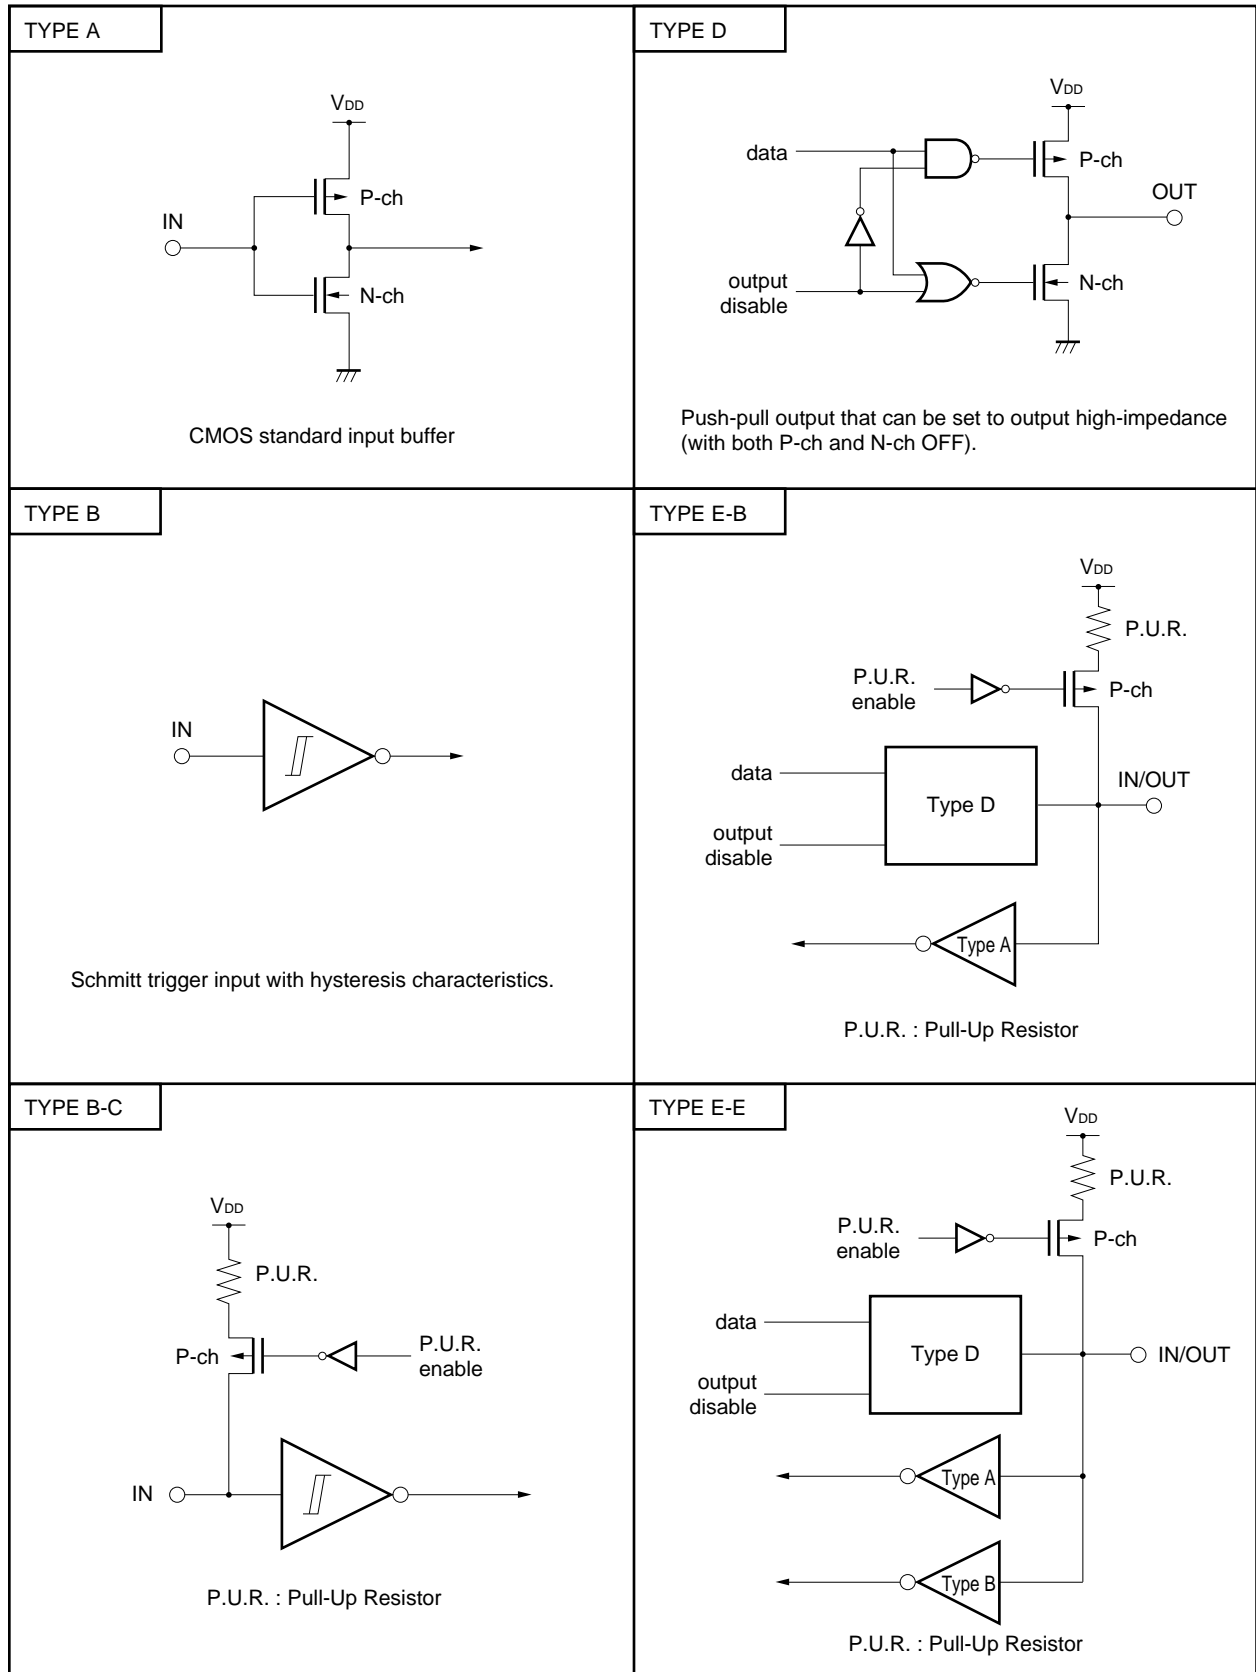 TYPE A
VDD
P-ch
IN
N-ch
CMOS standard input buffer
TYPE D
VDD
data
P-ch
OUT
output
disable
N-ch
Push-pull output that can be set to output high-impedance
(with both P-ch and N-ch OFF).
TYPE B
IN
Schmitt trigger input with hysteresis characteristics.
TYPE E-B
VDD
P.U.R.
P.U.R.
enable
P-ch
data
Type D
IN/OUT
output
disable
Type A
P.U.R. : Pull-Up Resistor
TYPE B-C
VDD
P.U.R.
P-ch
P.U.R.
enable
IN
P.U.R. : Pull-Up Resistor
TYPE E-E
VDD
P.U.R.
P.U.R.
enable
P-ch
data
Type D
IN/OUT
output
disable
Type A
Type B
P.U.R. : Pull-Up Resistor